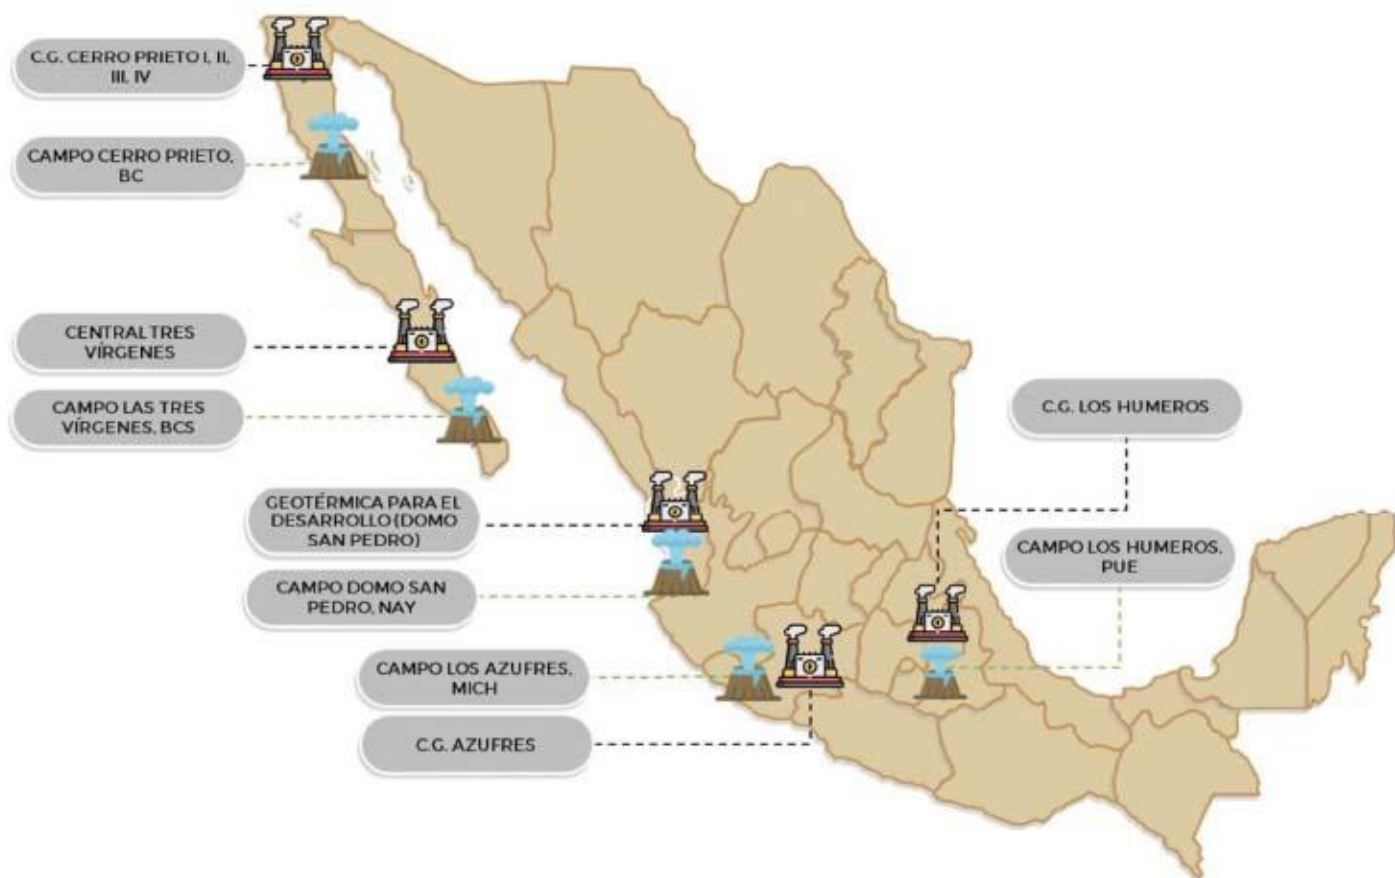 C.G. CERRO PRIETO I, II,
III, IV
CAMPO CERRO PRIETO,
BC
CENTRAL TRES
VÍRGENES
CAMPO LAS TRES
VÍRGENES, BCS
GEOTÉRMICA PARA EL
DESARROLLO (DOMO
SAN PEDRO)
CAMPO DOMO SAN
PEDRO, NAY
CAMPO LOS AZUFRES,
MICH
C.G. AZUFRES
C.G. LOS HUMEROS
CAMPO LOS HUMEROS,
PUE